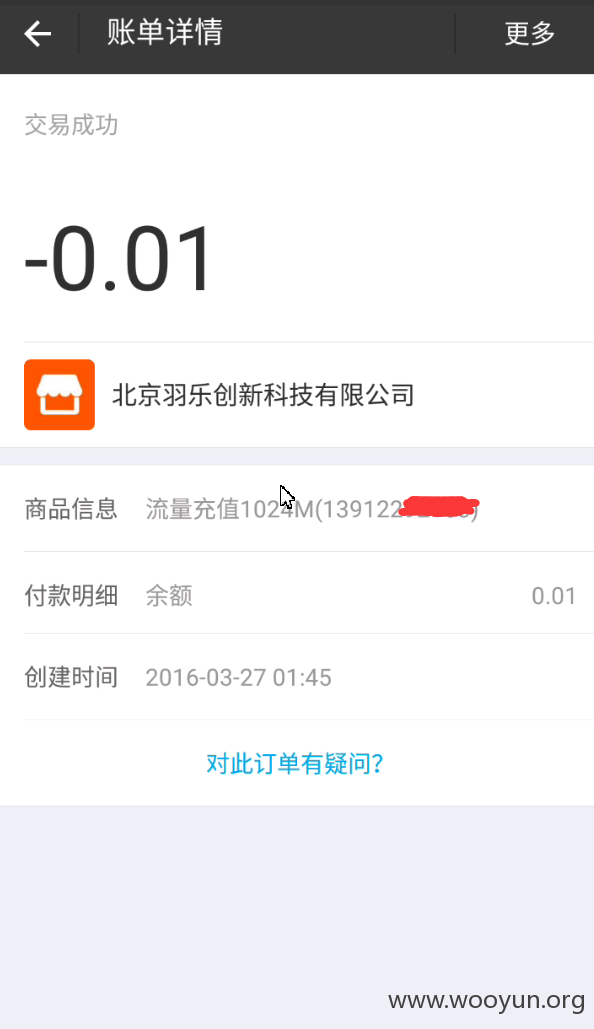 账单详情
更多
交易成功
-0.01
北京羽乐创新科技有限公司
商品信息 流量充值1024M(139122
付款明细 余额 0.01
创建时间 2016-03-27 01:45
对此订单有疑问?
www.wooyun.org